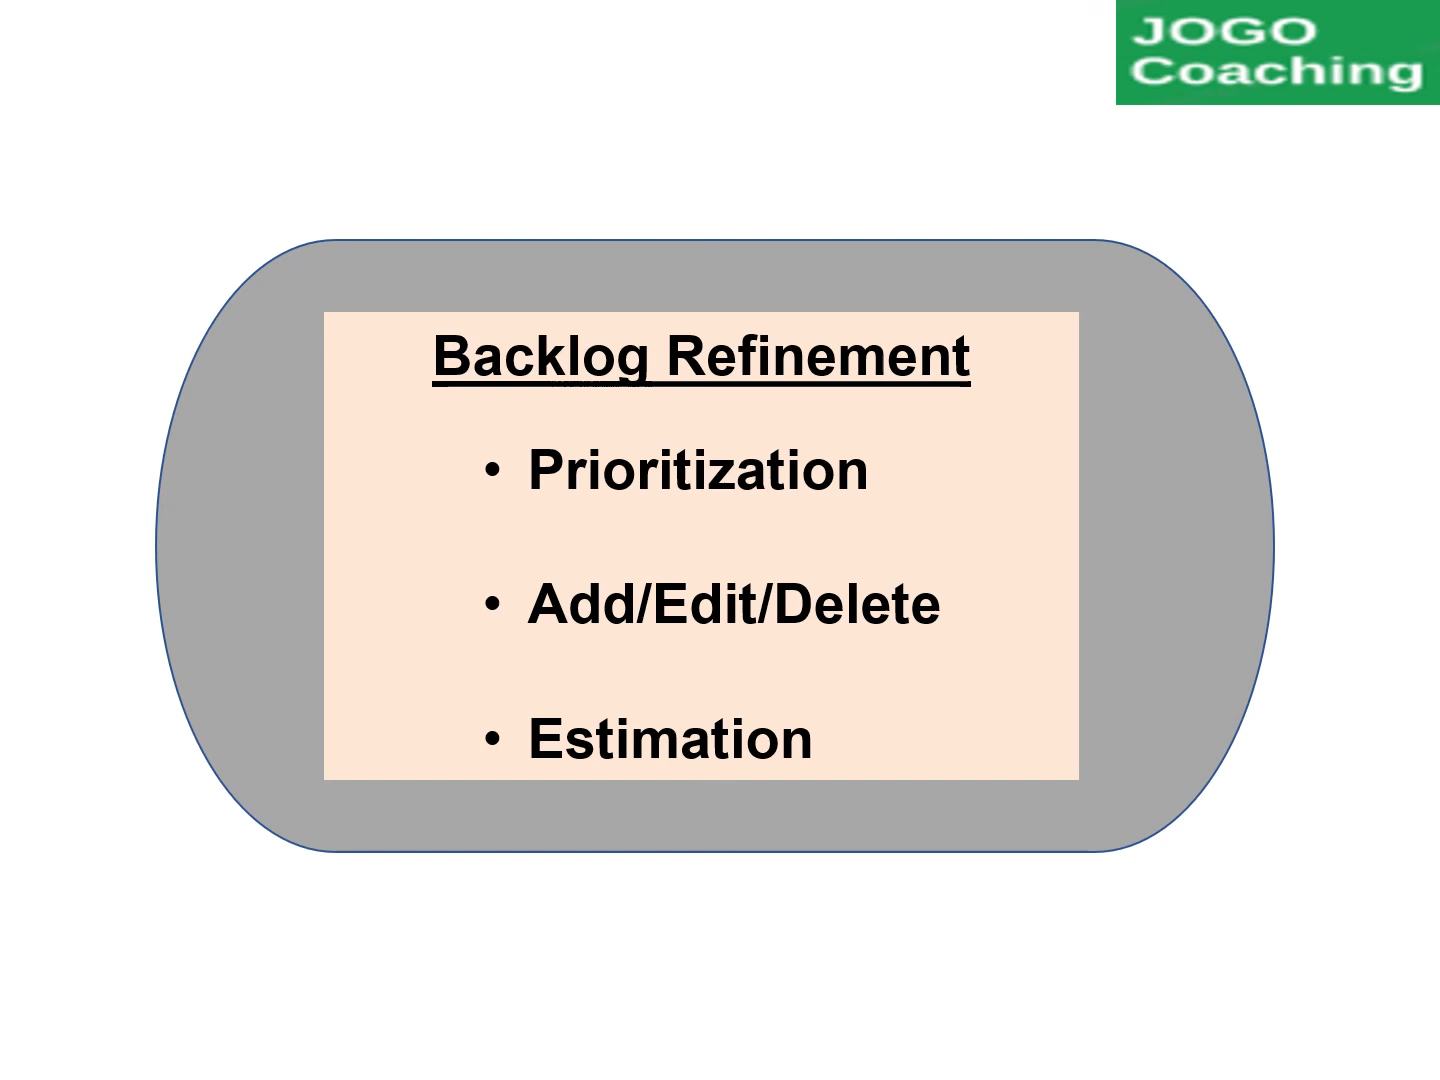 JOGO
Coaching
Backlog Refinement
• Prioritization
• Add/Edit/Delete
• Estimation